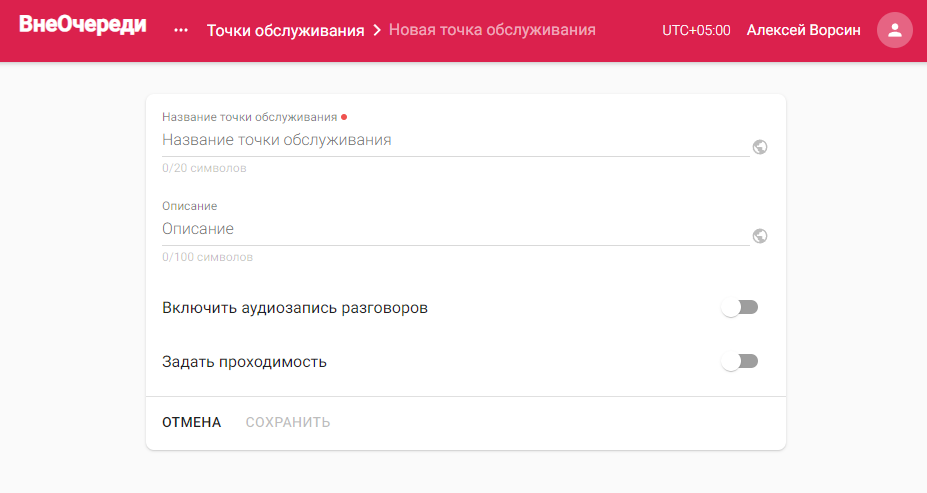 ВнеОчереди ••• Точки обслуживания > Новая точка обслуживания UTC+05:00 Алексей Ворсин
Название точки обслуживания
Название точки обслуживания
0/20 символов
Описание
Описание
0/100 символов
Включить аудиозапись разговоров
Задать проходимость
ОТМЕНА СОХРАНИТЬ